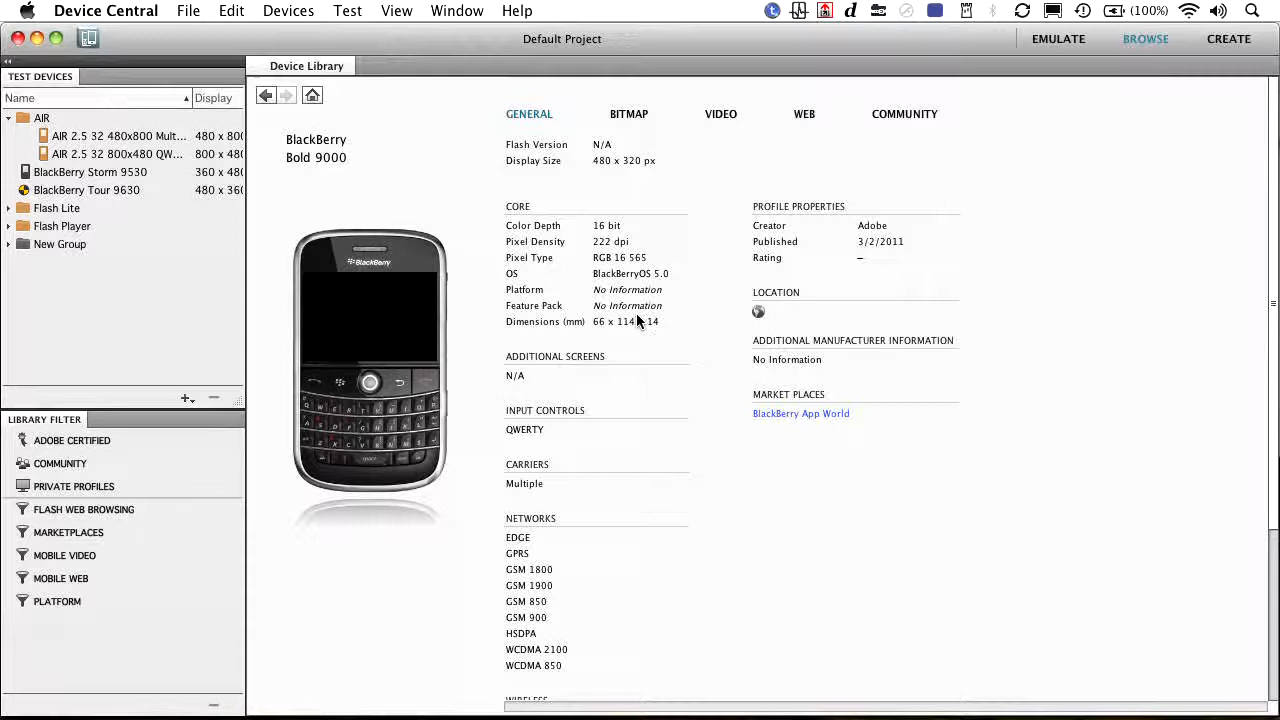 Device Central File Edit Devices Test View Window Help (100%)
Default Project EMULATE BROWSE CREATE
TEST DEVICES
Name Display
AIR
AIR 2.5 32 480x800 Mult... 480 x 800
AIR 2.5 32 800x480 QW... 800 x 480
BlackBerry Storm 9530 360 x 480
BlackBerry Tour 9630 480 x 360
Flash Lite
Flash Player
New Group
LIBRARY FILTER
ADOBE CERTIFIED
COMMUNITY
PRIVATE PROFILES
FLASH WEB BROWSING
MARKETPLACES
MOBILE VIDEO
MOBILE WEB
PLATFORM
Device Library
BlackBerry
Bold 9000
BlackBerry
GENERAL BITMAP VIDEO WEB COMMUNITY
Flash Version N/A
Display Size 480 x 320 px
CORE
Color Depth 16 bit
Pixel Density 222 dpi
Pixel Type RGB 16 565
OS BlackBerryOS 5.0
Platform No Information
Feature Pack No Information
Dimensions (mm) 66 x 114 14
ADDITIONAL SCREENS
N/A
INPUT CONTROLS
QWERTY
CARRIERS
Multiple
NETWORKS
EDGE
GPRS
GSM 1800
GSM 1900
GSM 850
GSM 900
HSDPA
WCDMA 2100
WCDMA 850
WIRELESS
PROFILE PROPERTIES
Creator Adobe
Published 3/2/2011
Rating —
LOCATION
ADDITIONAL MANUFACTURER INFORMATION
No Information
MARKET PLACES
BlackBerry App World